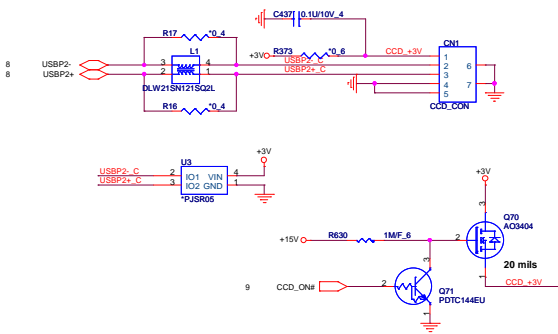 C437 0.1U/10V_4
R17 *0_4
L1
+3V R373 *0_6 CCD_+3V CN1
8 USBP2- 3 4 USBP2-_C 1
8 USBP2+ 2 1 USBP2+_C 2 6
3
4 7
5
DLW21SN121SQ2L
R16 *0_4
CCD_CON
+3V
U3
USBP2-_C 2 IO1 VIN 4
USBP2+_C 3 IO2 GND 1
*PJSR05
+3V
3
Q70
AO3404
+15V R630 1M/F_6 2
20 mils
3 1
CCD_+3V
9 CCD_ON# 2 Q71
PDTC144EU
1